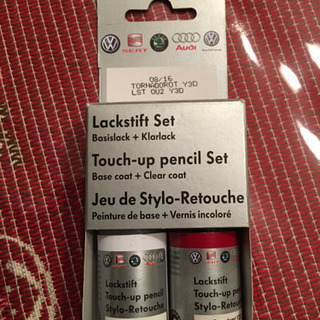 SEAT
Audi
08/16
TORNADOROT Y3D
LST 0U2 Y3D
Lackstift Set
Basislack + Klarlack
Touch-up pencil Set
Base coat + Clear coat
Jeu de Stylo-Retouche
Peinture de base + Vernis incoloré
Lackstift
Touch-up pencil
Stylo-Retouche
Lackstift
Touch-up pencil
Stylo-Retouche